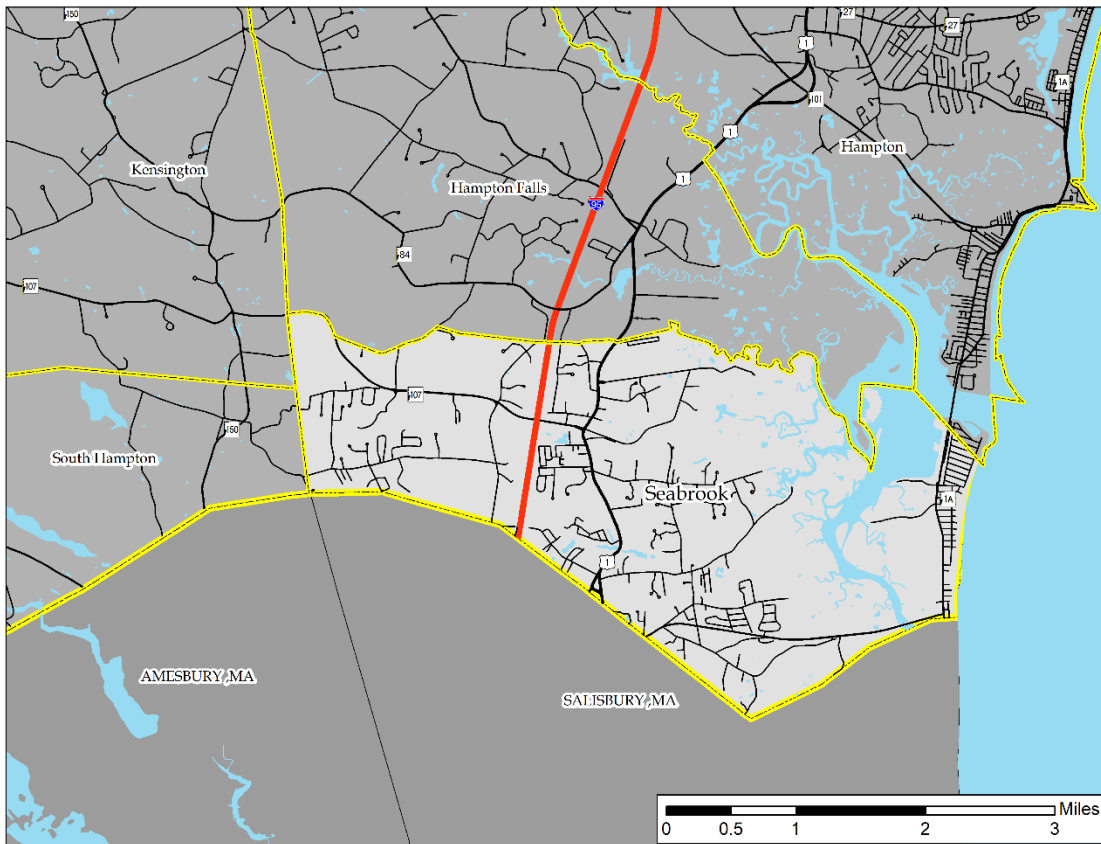 150
1
27
27
1A
101
1
Hampton
Kensington
1
Hampton Falls
95
84
107
107
150
South Hampton
Seabrook
1A
1
AMESBURY ,MA
SALISBURY ,MA
Miles
0 0.5 1 2 3